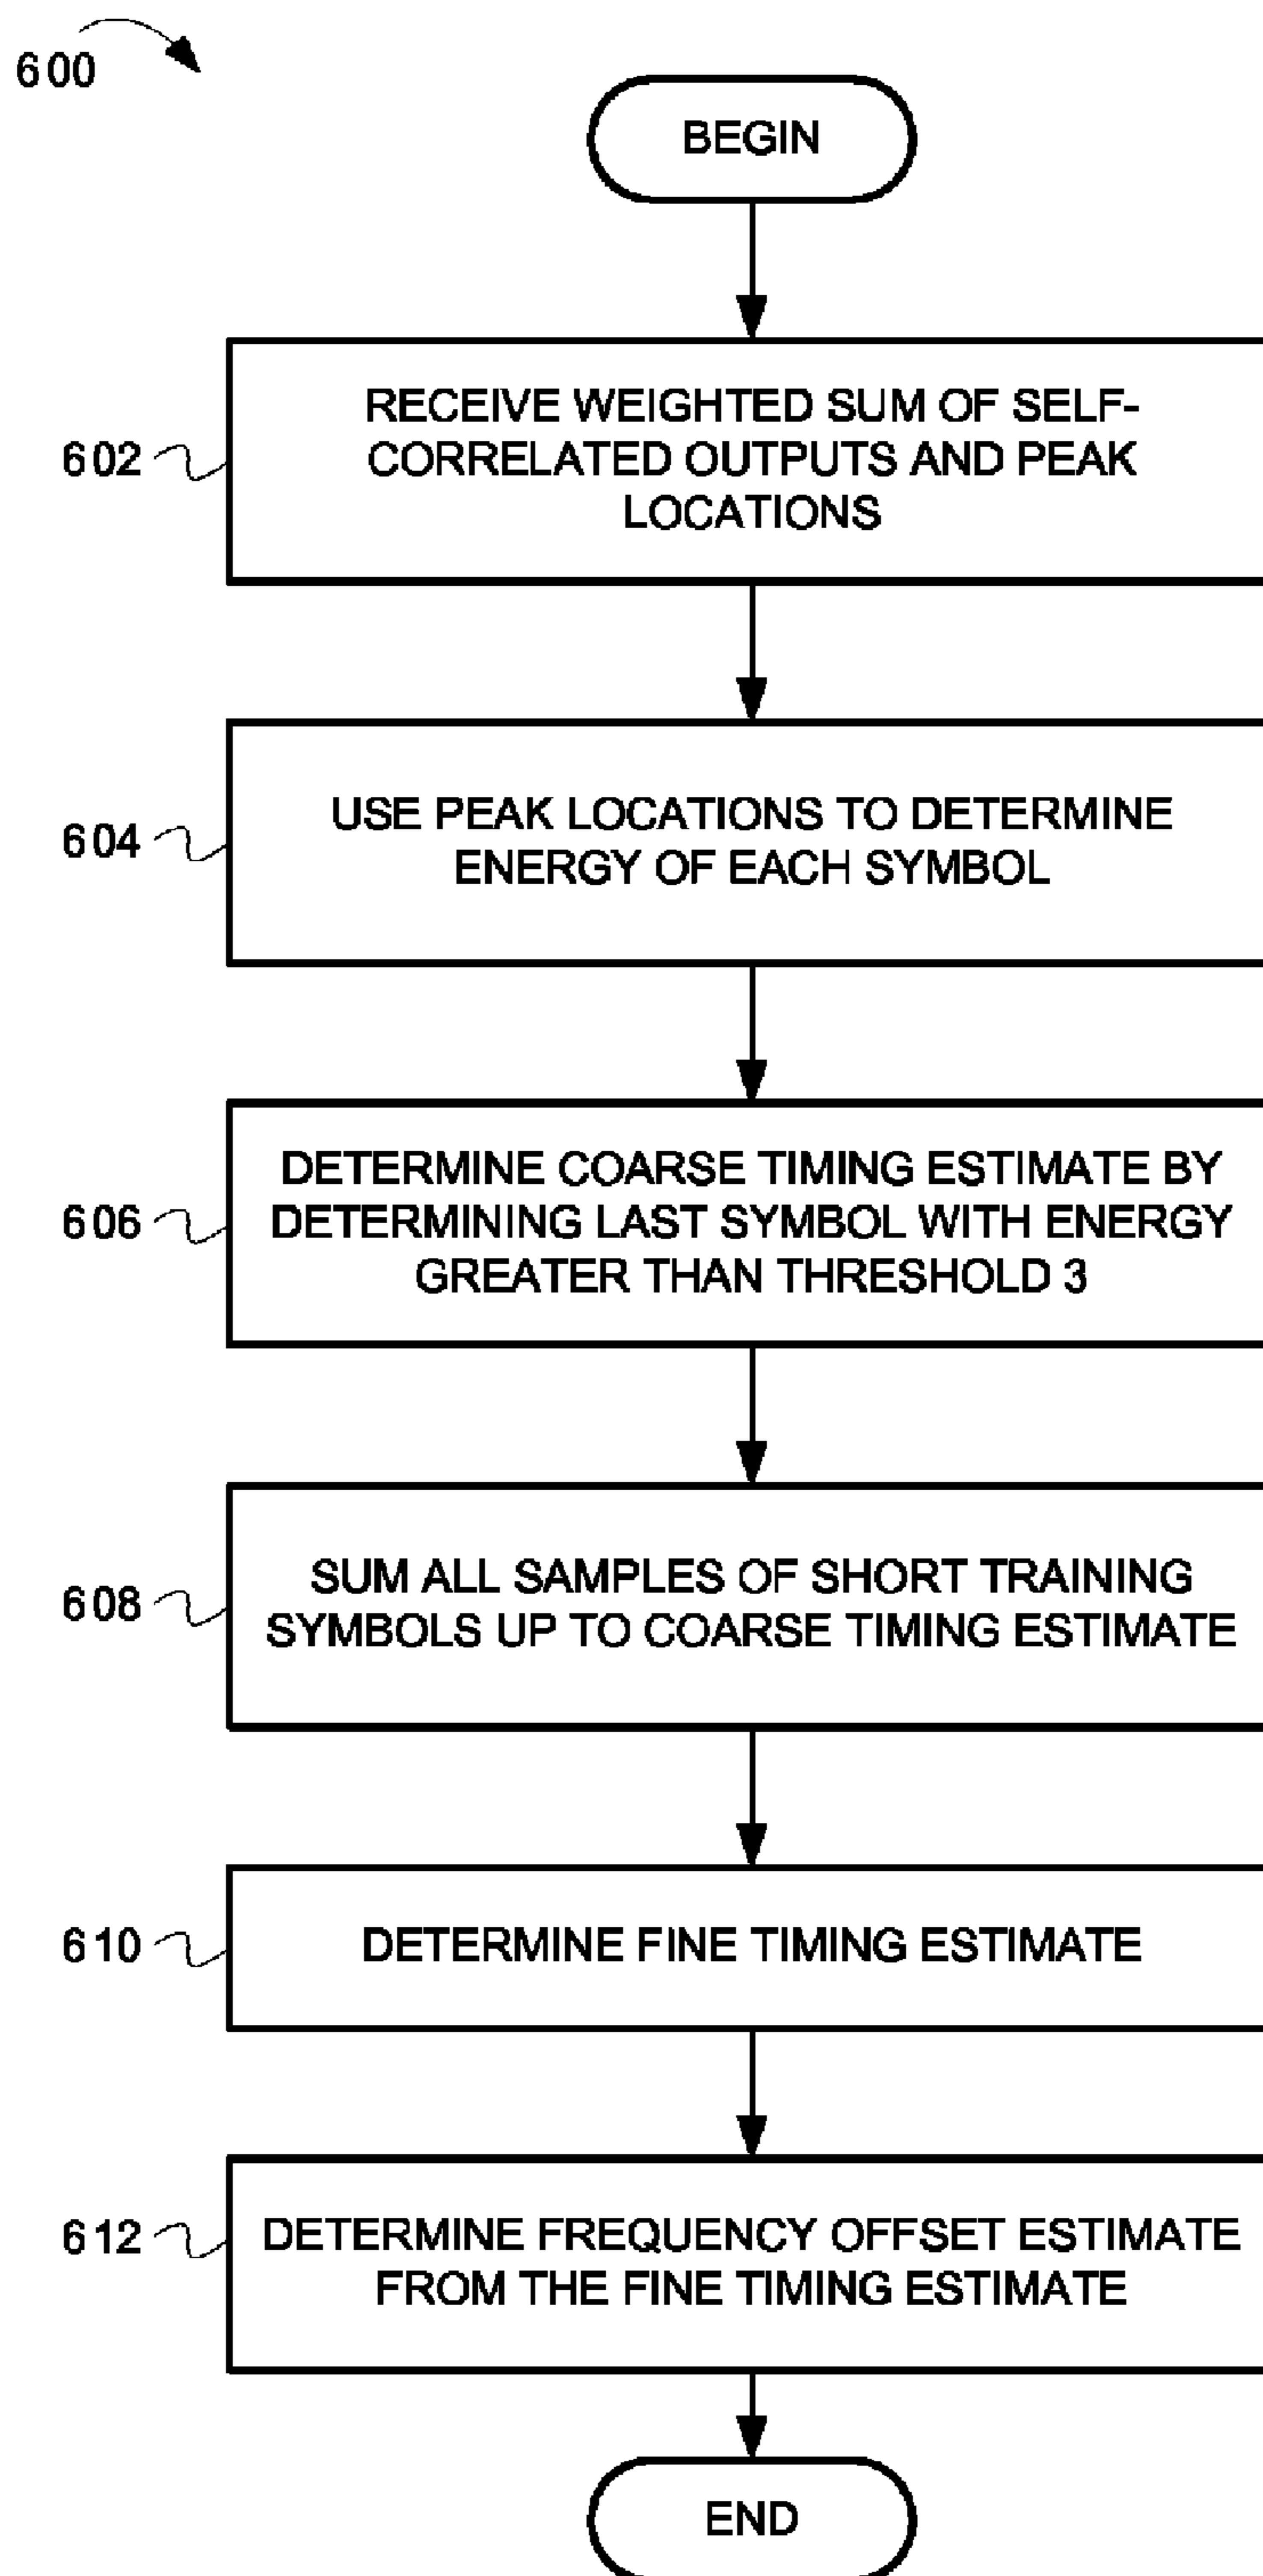 600
BEGIN
602
RECEIVE WEIGHTED SUM OF SELF-
CORRELATED OUTPUTS AND PEAK
LOCATIONS
604
USE PEAK LOCATIONS TO DETERMINE
ENERGY OF EACH SYMBOL
606
DETERMINE COARSE TIMING ESTIMATE BY
DETERMINING LAST SYMBOL WITH ENERGY
GREATER THAN THRESHOLD 3
608
SUM ALL SAMPLES OF SHORT TRAINING
SYMBOLS UP TO COARSE TIMING ESTIMATE
610
DETERMINE FINE TIMING ESTIMATE
612
DETERMINE FREQUENCY OFFSET ESTIMATE
FROM THE FINE TIMING ESTIMATE
END